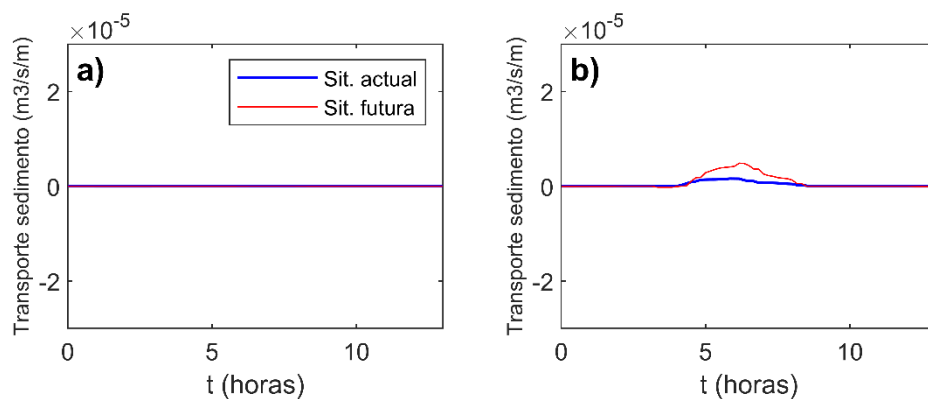 ×10⁻⁵
a)
Sit. actual
Sit. futura
Transporte sedimento (m3/s/m)
2
0
-2
0 5 10
t (horas)
×10⁻⁵
b)
Transporte sedimento (m3/s/m)
2
0
-2
0 5 10
t (horas)